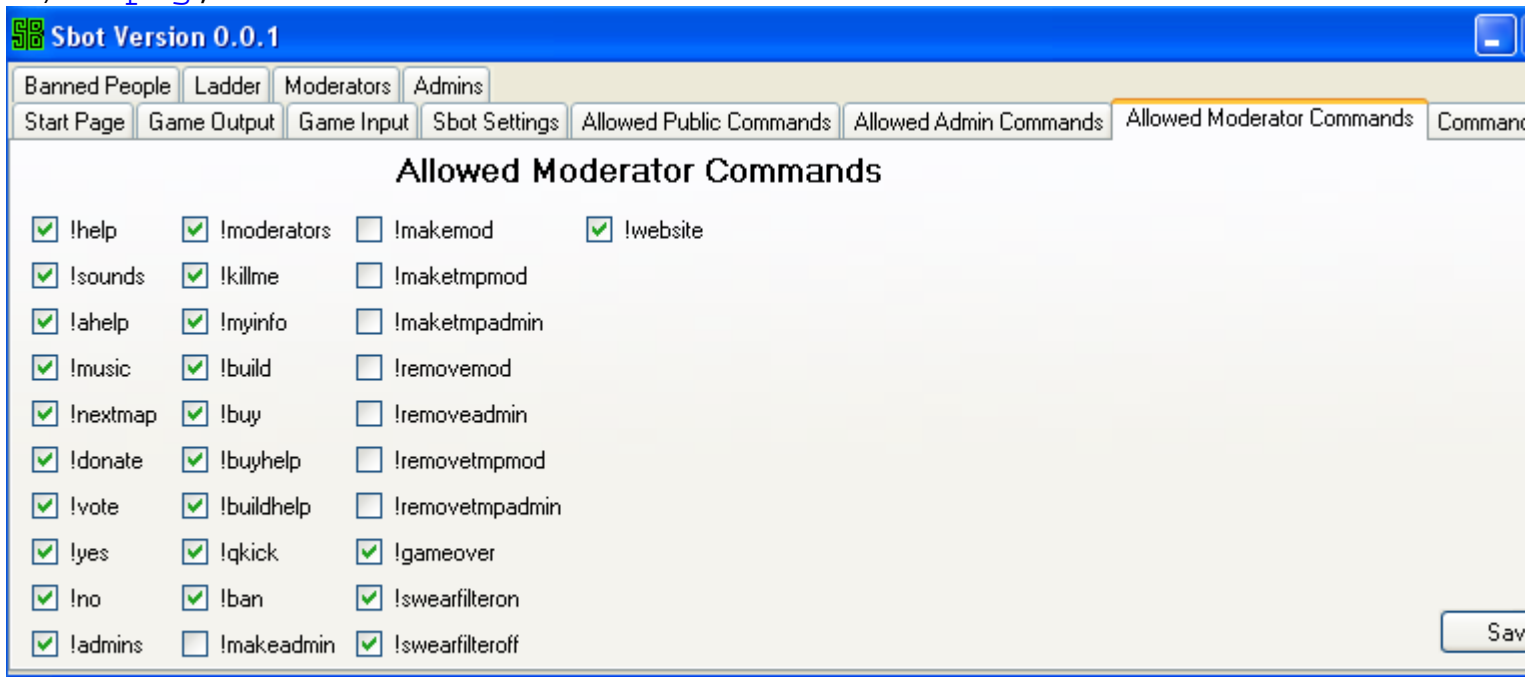 Sbot Version 0.0.1
Banned People Ladder Moderators Admins
Start Page Game Output Game Input Sbot Settings Allowed Public Commands Allowed Admin Commands Allowed Moderator Commands
Allowed Moderator Commands
!help !moderators !makemod !website
!sounds !killme !maketmpmod
!ahelp !myinfo !maketmpadmin
!music !build !removemod
!nextmap !buy !removeadmin
!donate !buyhelp !removetmpmod
!vote !buildhelp !removetmpadmin
!yes !qkick !gameover
!no !ban !swearfilteron
!admins !makeadmin !swearfilteroff
Sav